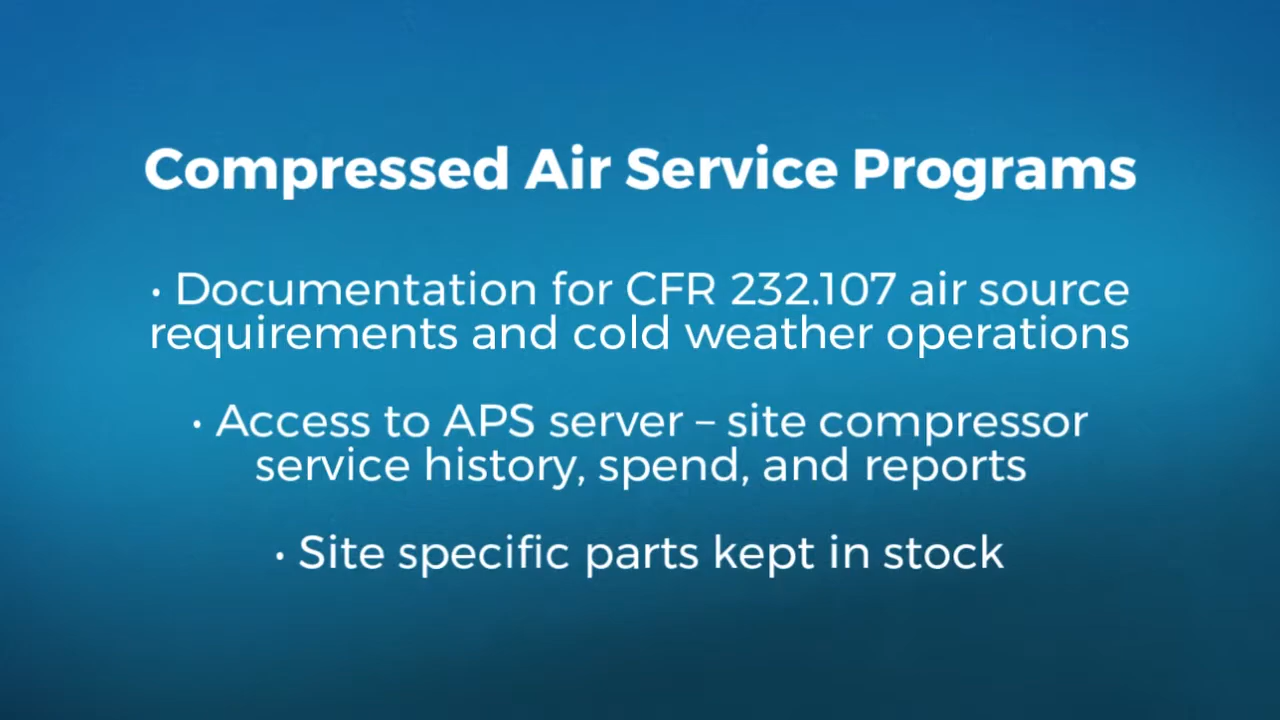 Compressed Air Service Programs
· Documentation for CFR 232.107 air source
requirements and cold weather operations
· Access to APS server – site compressor
service history, spend, and reports
· Site specific parts kept in stock